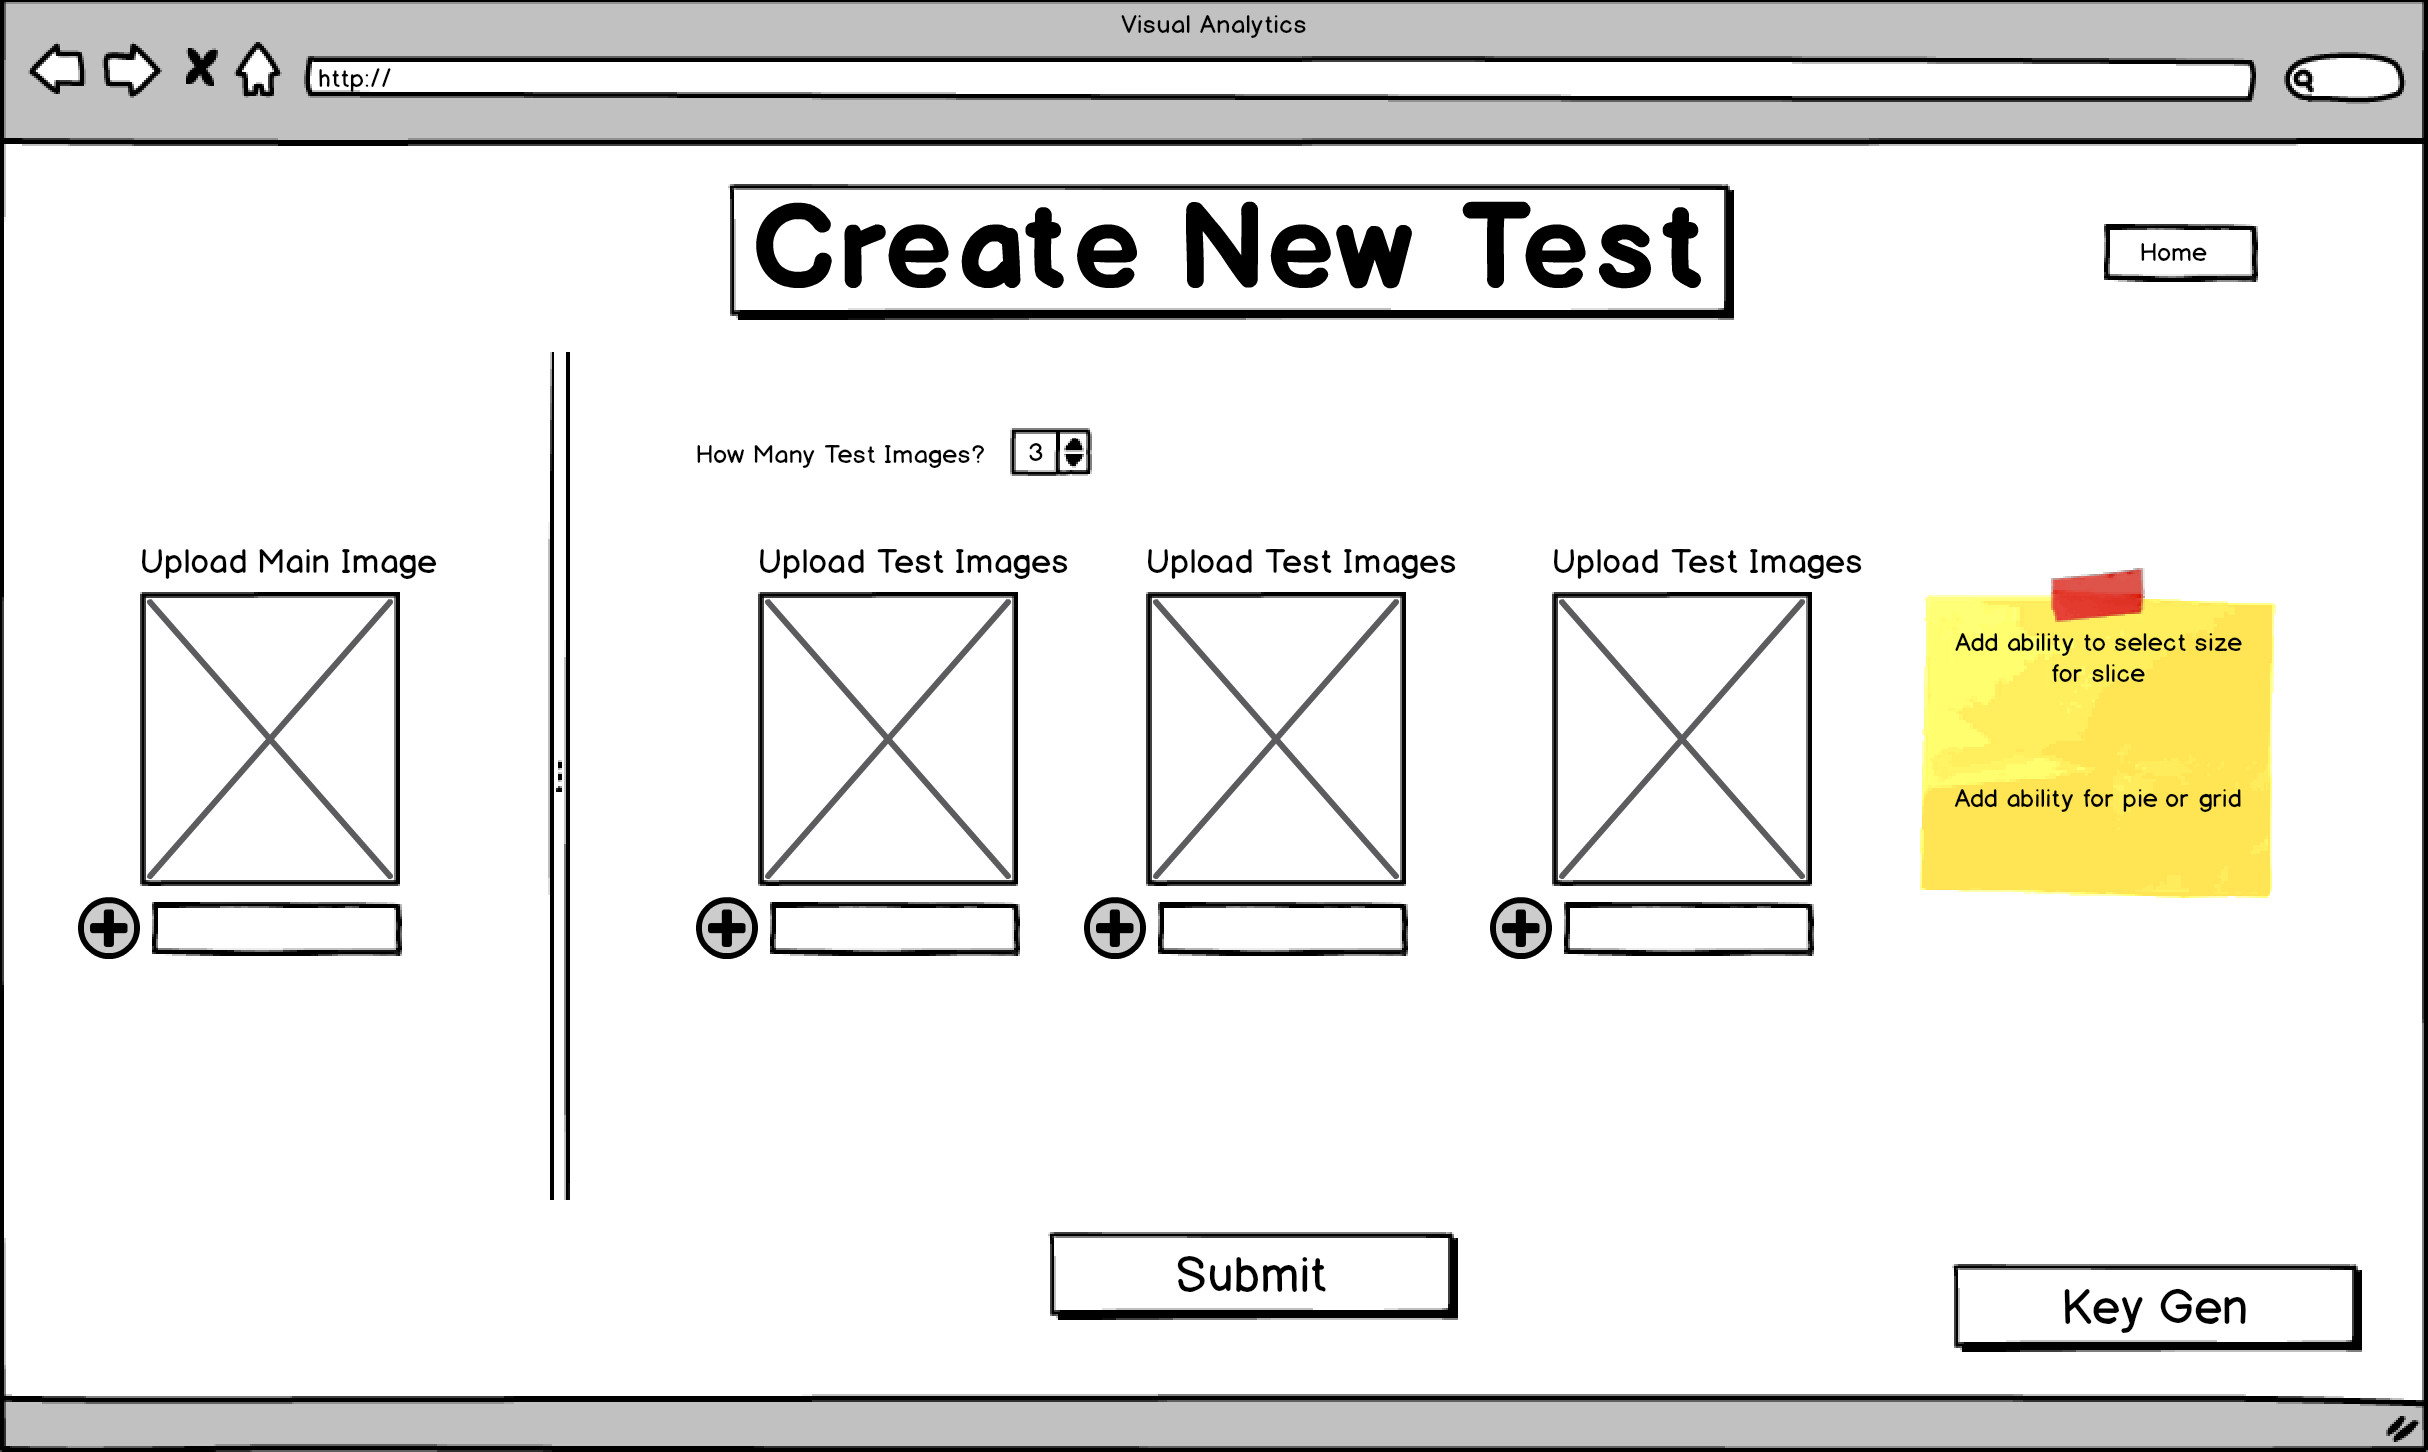 Visual Analytics
http://
Create New Test
Home
How Many Test Images? 3
Upload Main Image
Upload Test Images
Upload Test Images
Upload Test Images
Add ability to select size
for slice
Add ability for pie or grid
Submit
Key Gen